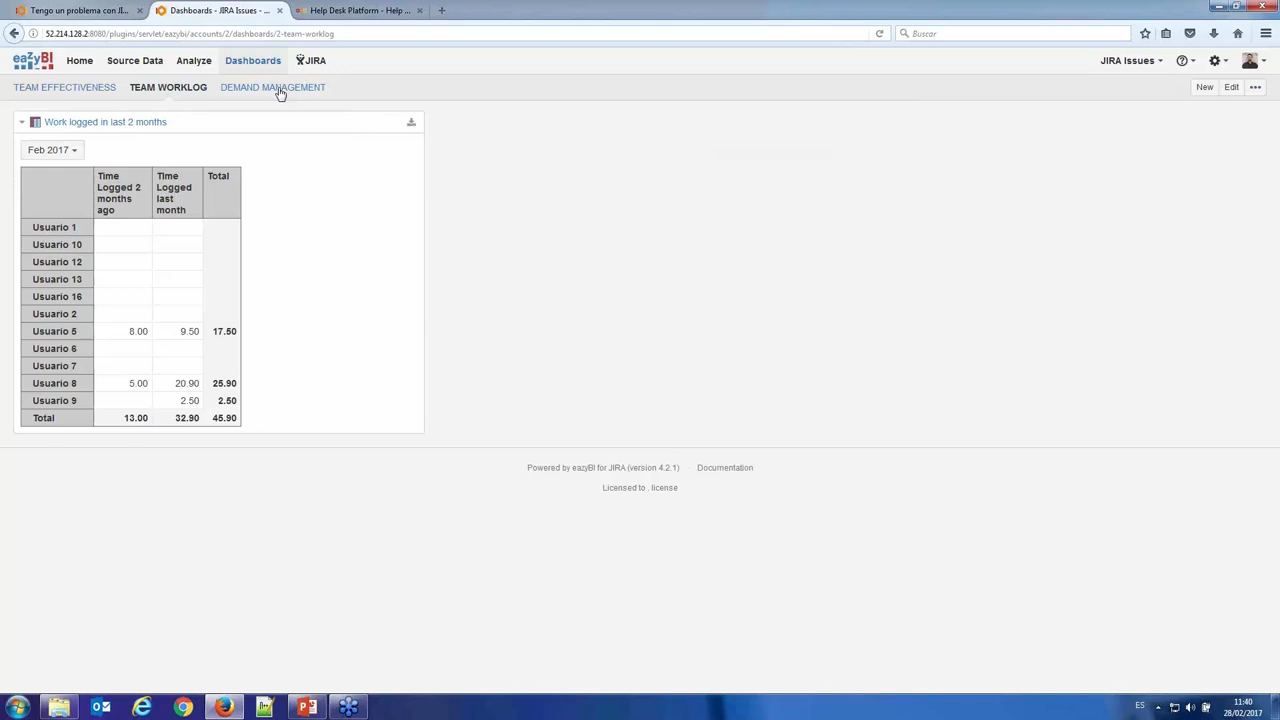 Tengo un problema con JI...
Dashboards - JIRA Issues - ...
Help Desk Platform - Help ...
52.214.128.2:8080/plugins/servlet/eazybi/accounts/2/dashboards/2-team-worklog
Buscar
eazyBI
Home
Source Data
Analyze
Dashboards
JIRA
JIRA Issues
TEAM EFFECTIVENESS
TEAM WORKLOG
DEMAND MANAGEMENT
New
Edit
Work logged in last 2 months
Feb 2017
Time Logged 2 months ago
Time Logged last month
Total
Usuario 1
Usuario 10
Usuario 12
Usuario 13
Usuario 16
Usuario 2
Usuario 5 8.00 9.50 17.50
Usuario 6
Usuario 7
Usuario 8 5.00 20.90 25.90
Usuario 9 2.50 2.50
Total 13.00 32.90 45.90
Powered by eazyBI for JIRA (version 4.2.1) - Documentation
Licensed to . license
ES
11:40
28/02/2017